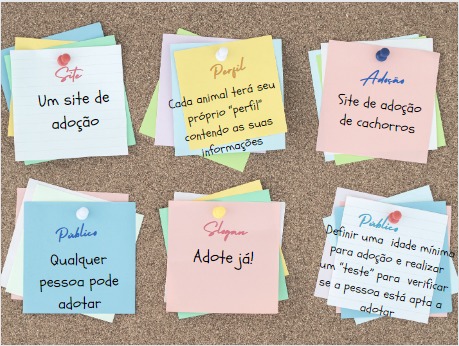 Site
Um site de
adoção
Perfil
Cada animal terá seu
próprio "perfil"
contendo as suas
informações
Adoção
Site de adoção
de cachorros
Público
Qualquer
pessoa pode
adotar
Slogan
Adote já!
Público
Definir uma idade mínima
para adoção e realizar
um "teste" para verificar
se a pessoa está apta a
adotar